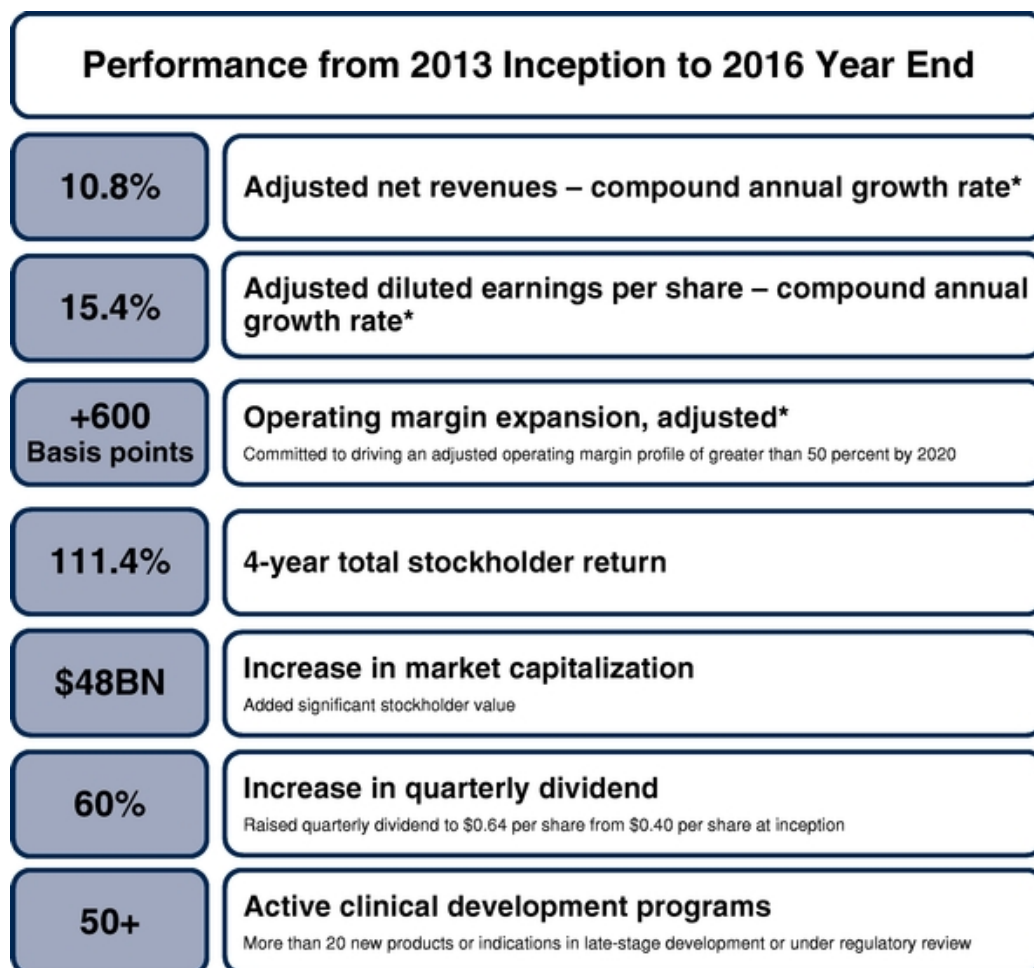 Performance from 2013 Inception to 2016 Year End
10.8%
Adjusted net revenues – compound annual growth rate*
15.4%
Adjusted diluted earnings per share – compound annual
growth rate*
+600
Basis points
Operating margin expansion, adjusted*
Committed to driving an adjusted operating margin profile of greater than 50 percent by 2020
111.4%
4-year total stockholder return
$48BN
Increase in market capitalization
Added significant stockholder value
60%
Increase in quarterly dividend
Raised quarterly dividend to $0.64 per share from $0.40 per share at inception
50+
Active clinical development programs
More than 20 new products or indications in late-stage development or under regulatory review